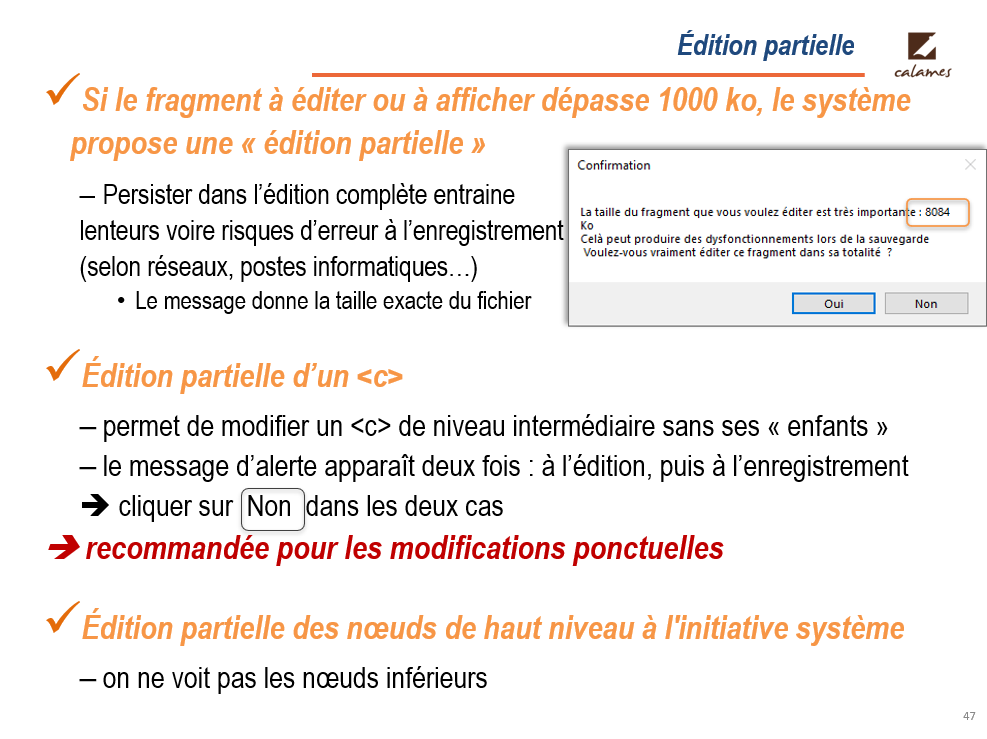 Édition partielle
calames
Si le fragment à éditer ou à afficher dépasse 1000 ko, le système
propose une « édition partielle »
– Persister dans l’édition complète entraine
lenteurs voire risques d’erreur à l’enregistrement
(selon réseaux, postes informatiques…)
• Le message donne la taille exacte du fichier
Confirmation
La taille du fragment que vous voulez éditer est très importante : 8084
Ko
Celà peut produire des dysfonctionnements lors de la sauvegarde
Voulez-vous vraiment éditer ce fragment dans sa totalité ?
Oui Non
Édition partielle d’un <c>
– permet de modifier un <c> de niveau intermédiaire sans ses « enfants »
– le message d’alerte apparaît deux fois : à l’édition, puis à l’enregistrement
➔ cliquer sur Non dans les deux cas
➔ recommandée pour les modifications ponctuelles
Édition partielle des nœuds de haut niveau à l'initiative système
– on ne voit pas les nœuds inférieurs
47